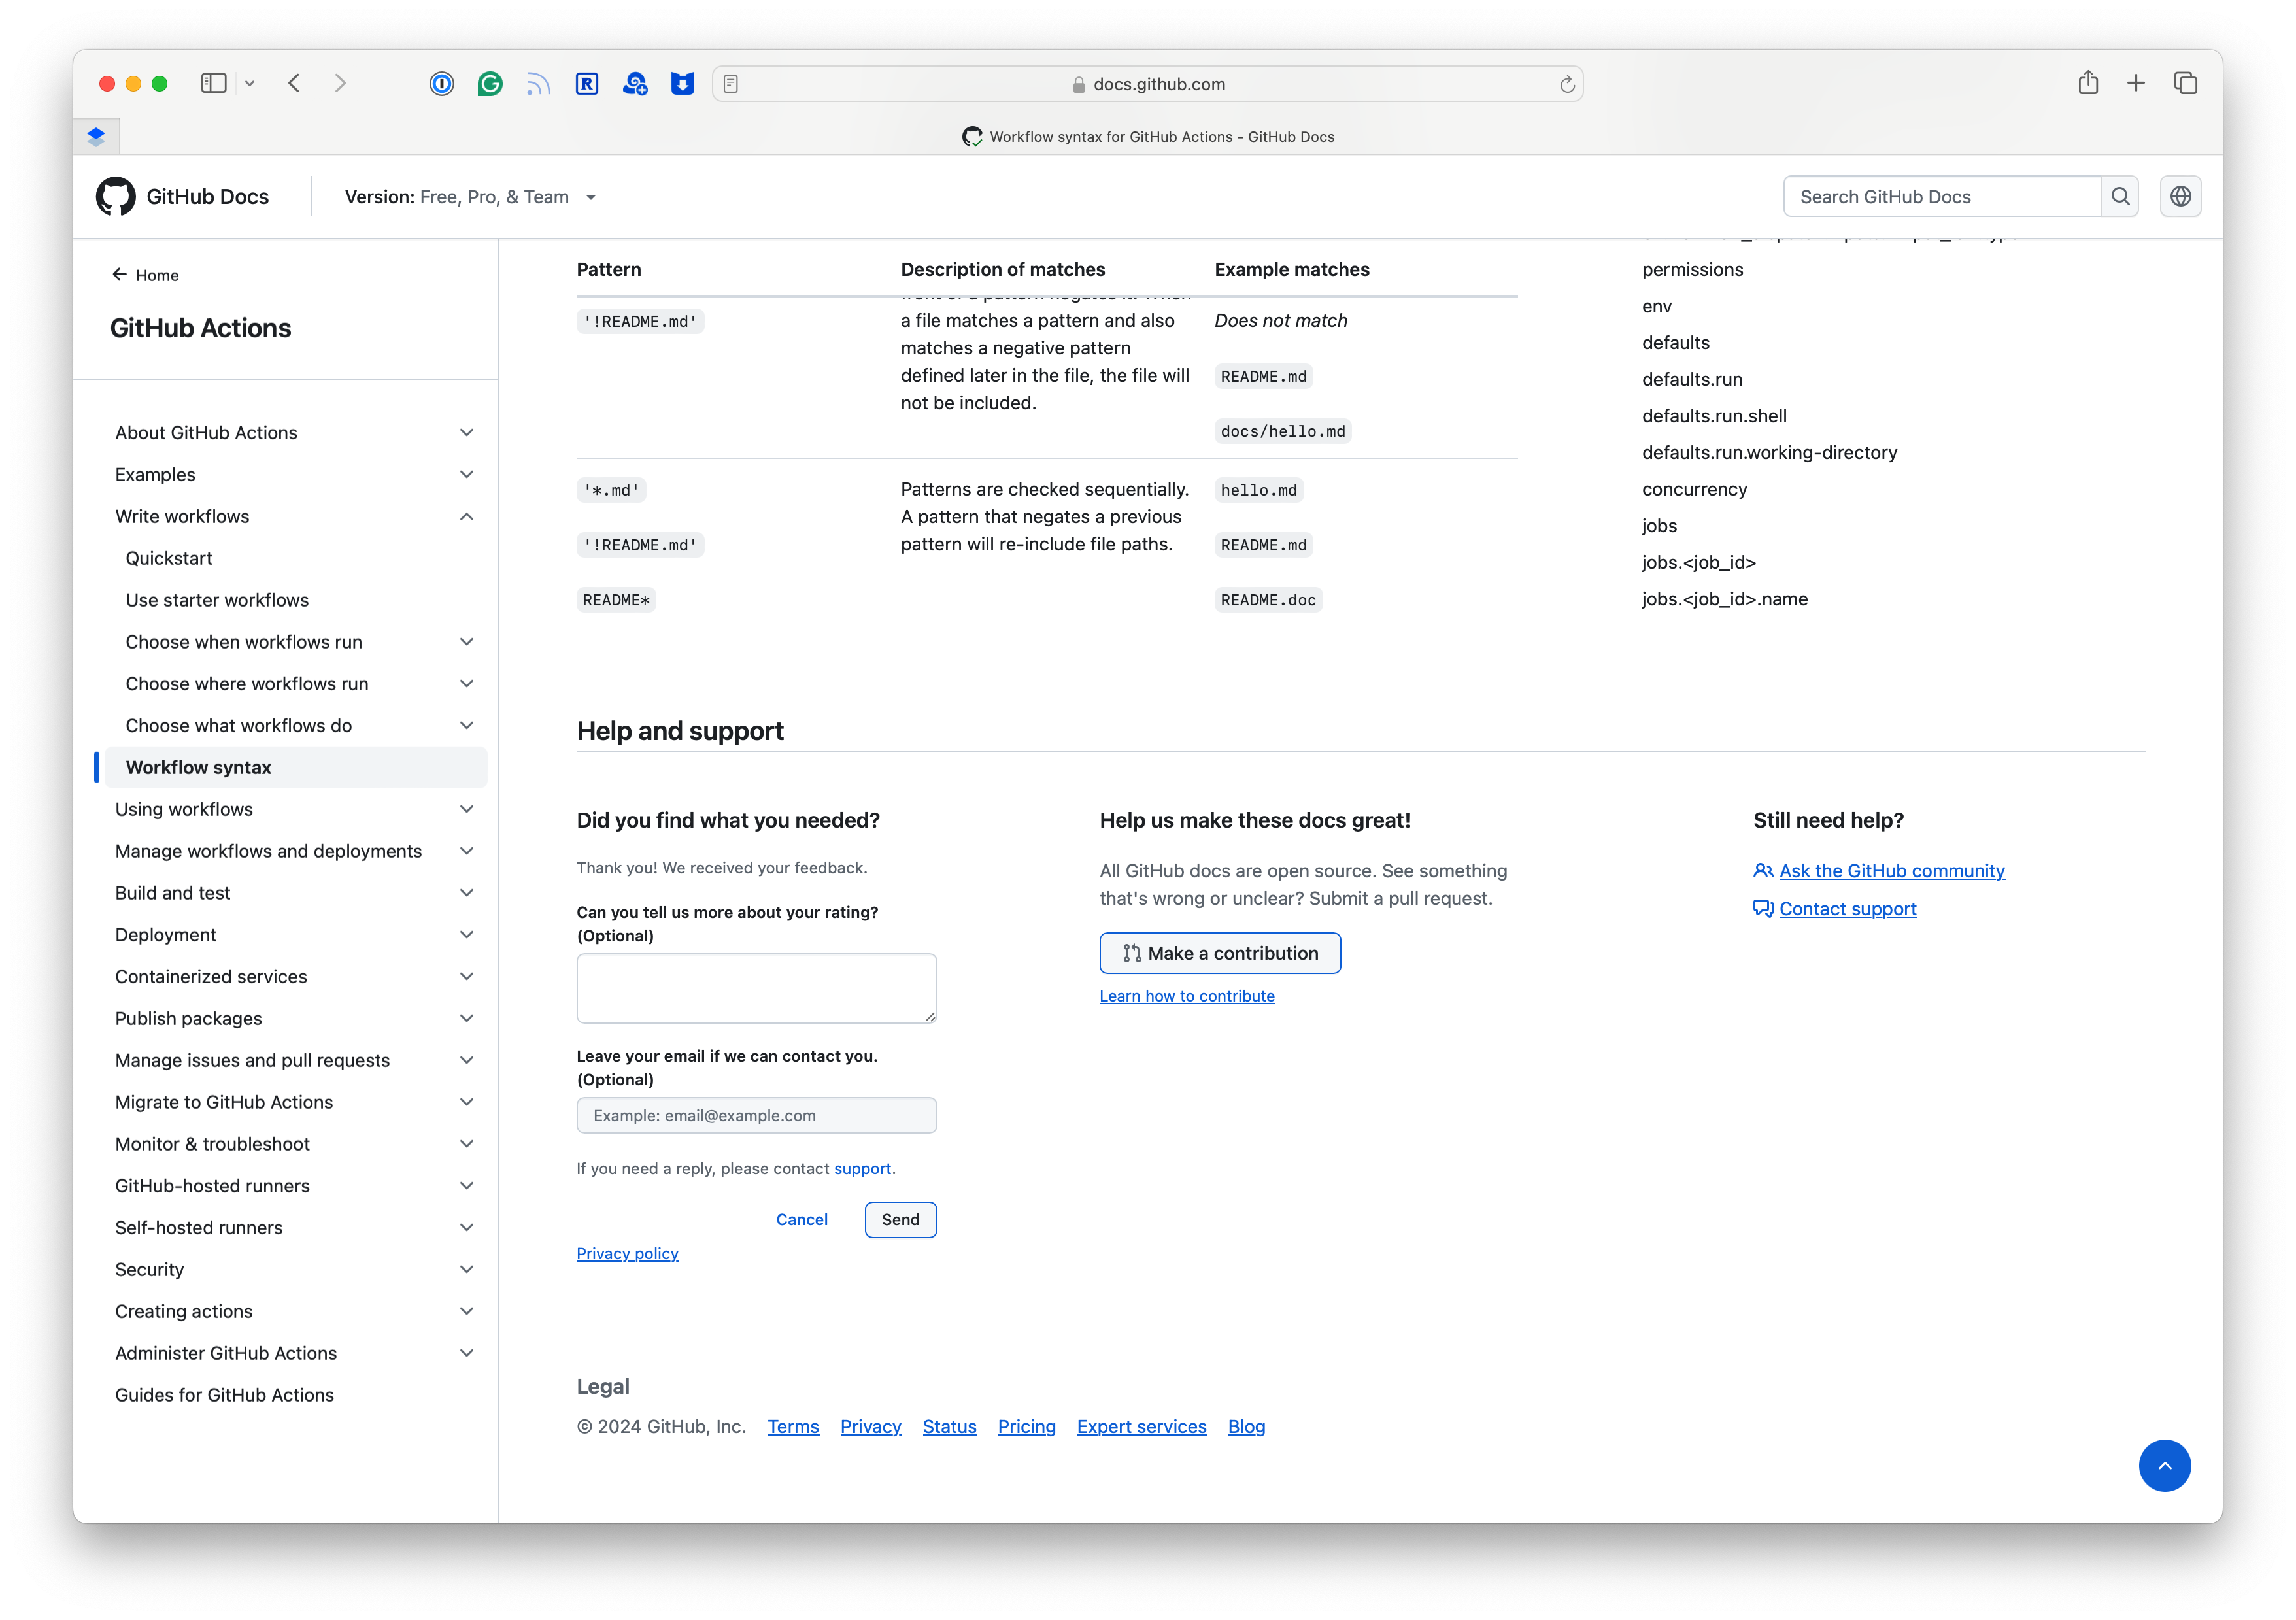 docs.github.com
Workflow syntax for GitHub Actions - GitHub Docs
GitHub Docs
Version: Free, Pro, & Team
Search GitHub Docs
Home
GitHub Actions
About GitHub Actions
Examples
Write workflows
Quickstart
Use starter workflows
Choose when workflows run
Choose where workflows run
Choose what workflows do
Workflow syntax
Using workflows
Manage workflows and deployments
Build and test
Deployment
Containerized services
Publish packages
Manage issues and pull requests
Migrate to GitHub Actions
Monitor & troubleshoot
GitHub-hosted runners
Self-hosted runners
Security
Creating actions
Administer GitHub Actions
Guides for GitHub Actions
Pattern
Description of matches
Example matches
'!README.md'
front of a pattern negates it. When
a file matches a pattern and also
matches a negative pattern
defined later in the file, the file will
not be included.
Does not match
README.md
docs/hello.md
'*.md'
'!README.md'
README*
Patterns are checked sequentially.
A pattern that negates a previous
pattern will re-include file paths.
hello.md
README.md
README.doc
permissions
env
defaults
defaults.run
defaults.run.shell
defaults.run.working-directory
concurrency
jobs
jobs.<job_id>
jobs.<job_id>.name
Help and support
Did you find what you needed?
Thank you! We received your feedback.
Can you tell us more about your rating?
(Optional)
Leave your email if we can contact you.
(Optional)
Example: email@example.com
If you need a reply, please contact support.
Cancel
Send
Privacy policy
Help us make these docs great!
All GitHub docs are open source. See something
that's wrong or unclear? Submit a pull request.
Make a contribution
Learn how to contribute
Still need help?
Ask the GitHub community
Contact support
Legal
© 2024 GitHub, Inc. Terms Privacy Status Pricing Expert services Blog